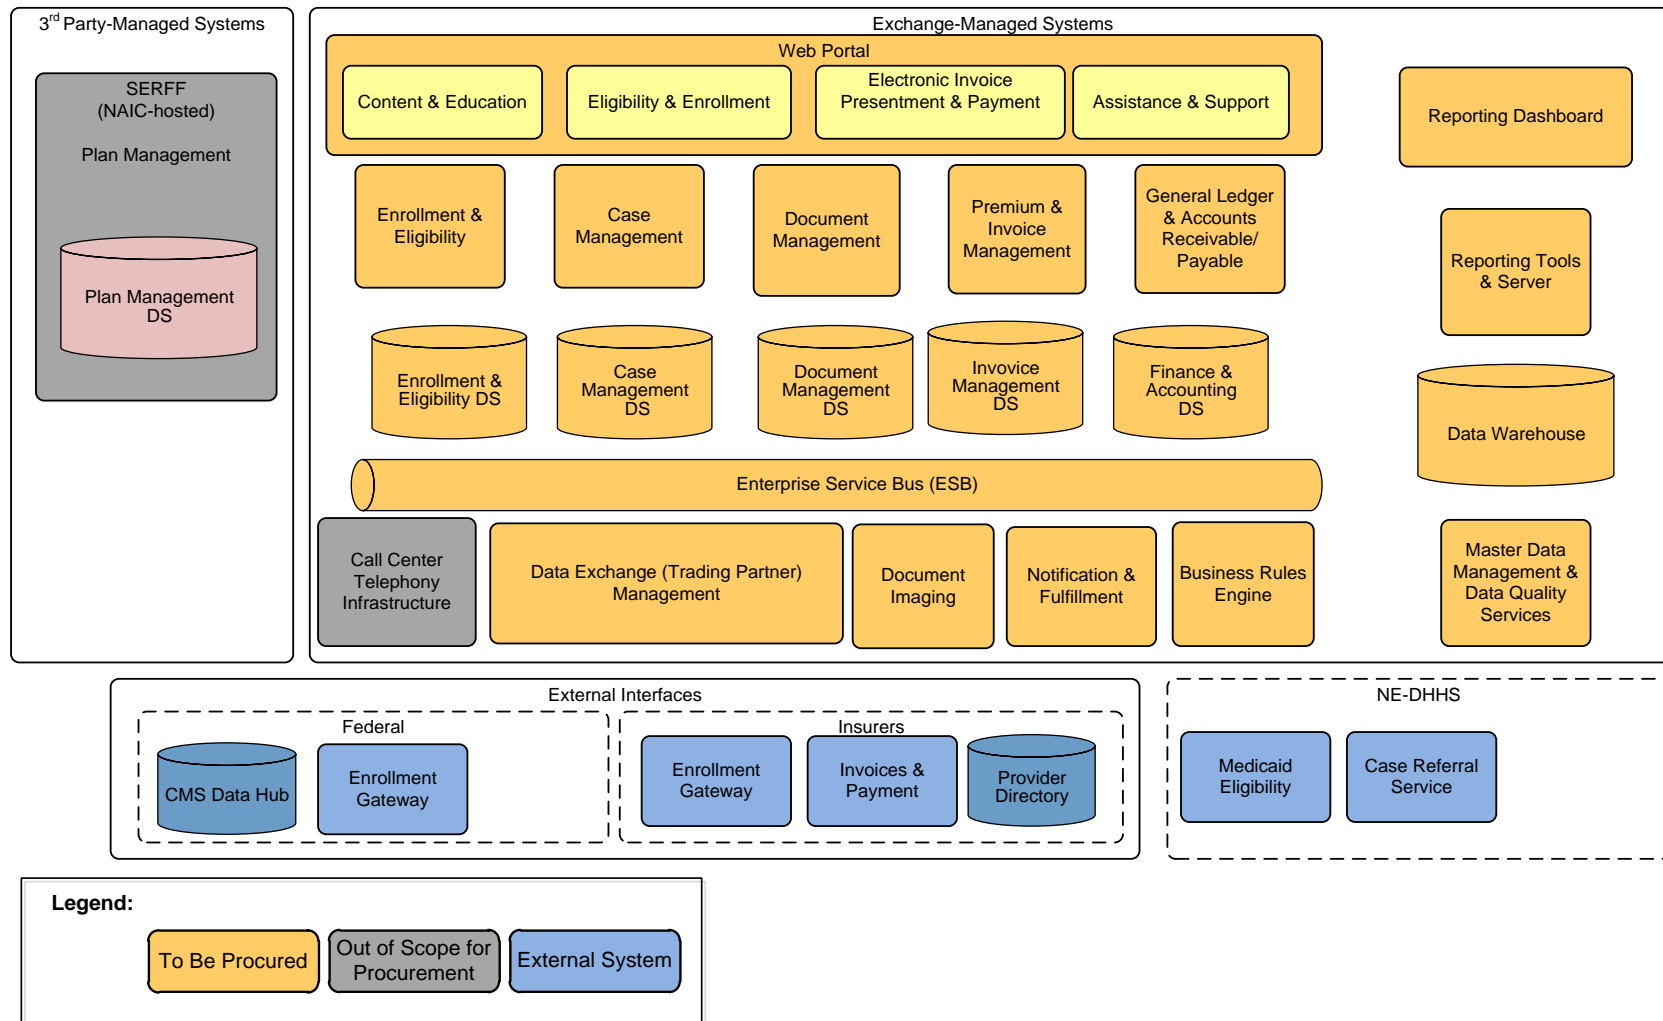 3rd Party-Managed Systems
SERFF
(NAIC-hosted)
Plan Management
Plan Management
DS
Exchange-Managed Systems
Web Portal
Content & Education
Eligibility & Enrollment
Electronic Invoice
Presentment & Payment
Assistance & Support
Enrollment &
Eligibility
Case
Management
Document
Management
Premium &
Invoice
Management
General Ledger
& Accounts
Receivable/
Payable
Enrollment &
Eligibility DS
Case
Management
DS
Document
Management
DS
Invovice
Management
DS
Finance &
Accounting
DS
Enterprise Service Bus (ESB)
Call Center
Telephony
Infrastructure
Data Exchange (Trading Partner)
Management
Document
Imaging
Notification &
Fulfillment
Business Rules
Engine
Reporting Dashboard
Reporting Tools
& Server
Data Warehouse
Master Data
Management &
Data Quality
Services
External Interfaces
Federal
CMS Data Hub
Enrollment
Gateway
Insurers
Enrollment
Gateway
Invoices &
Payment
Provider
Directory
NE-DHHS
Medicaid
Eligibility
Case Referral
Service
Legend:
To Be Procured
Out of Scope for
Procurement
External System